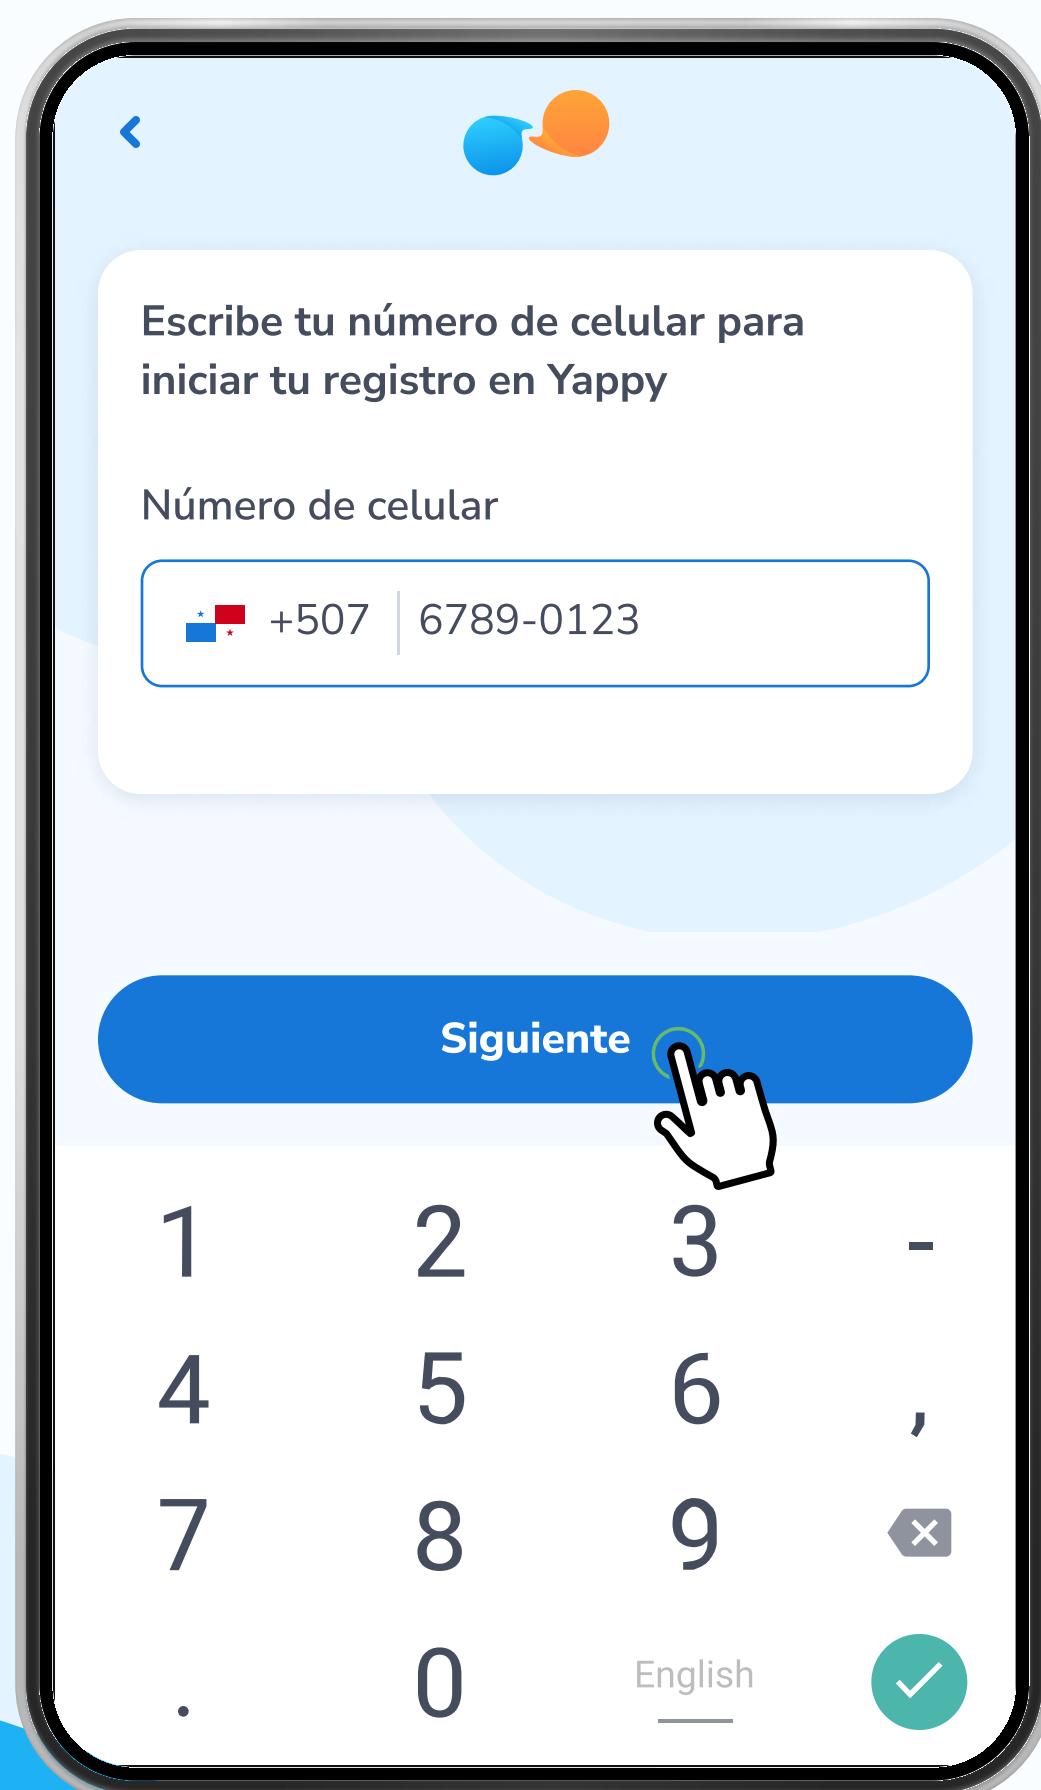 Escribe tu número de celular para
iniciar tu registro en Yappy
Número de celular
+507 6789-0123
Siguiente
1 2 3 -
4 5 6 ,
7 8 9
. 0 English